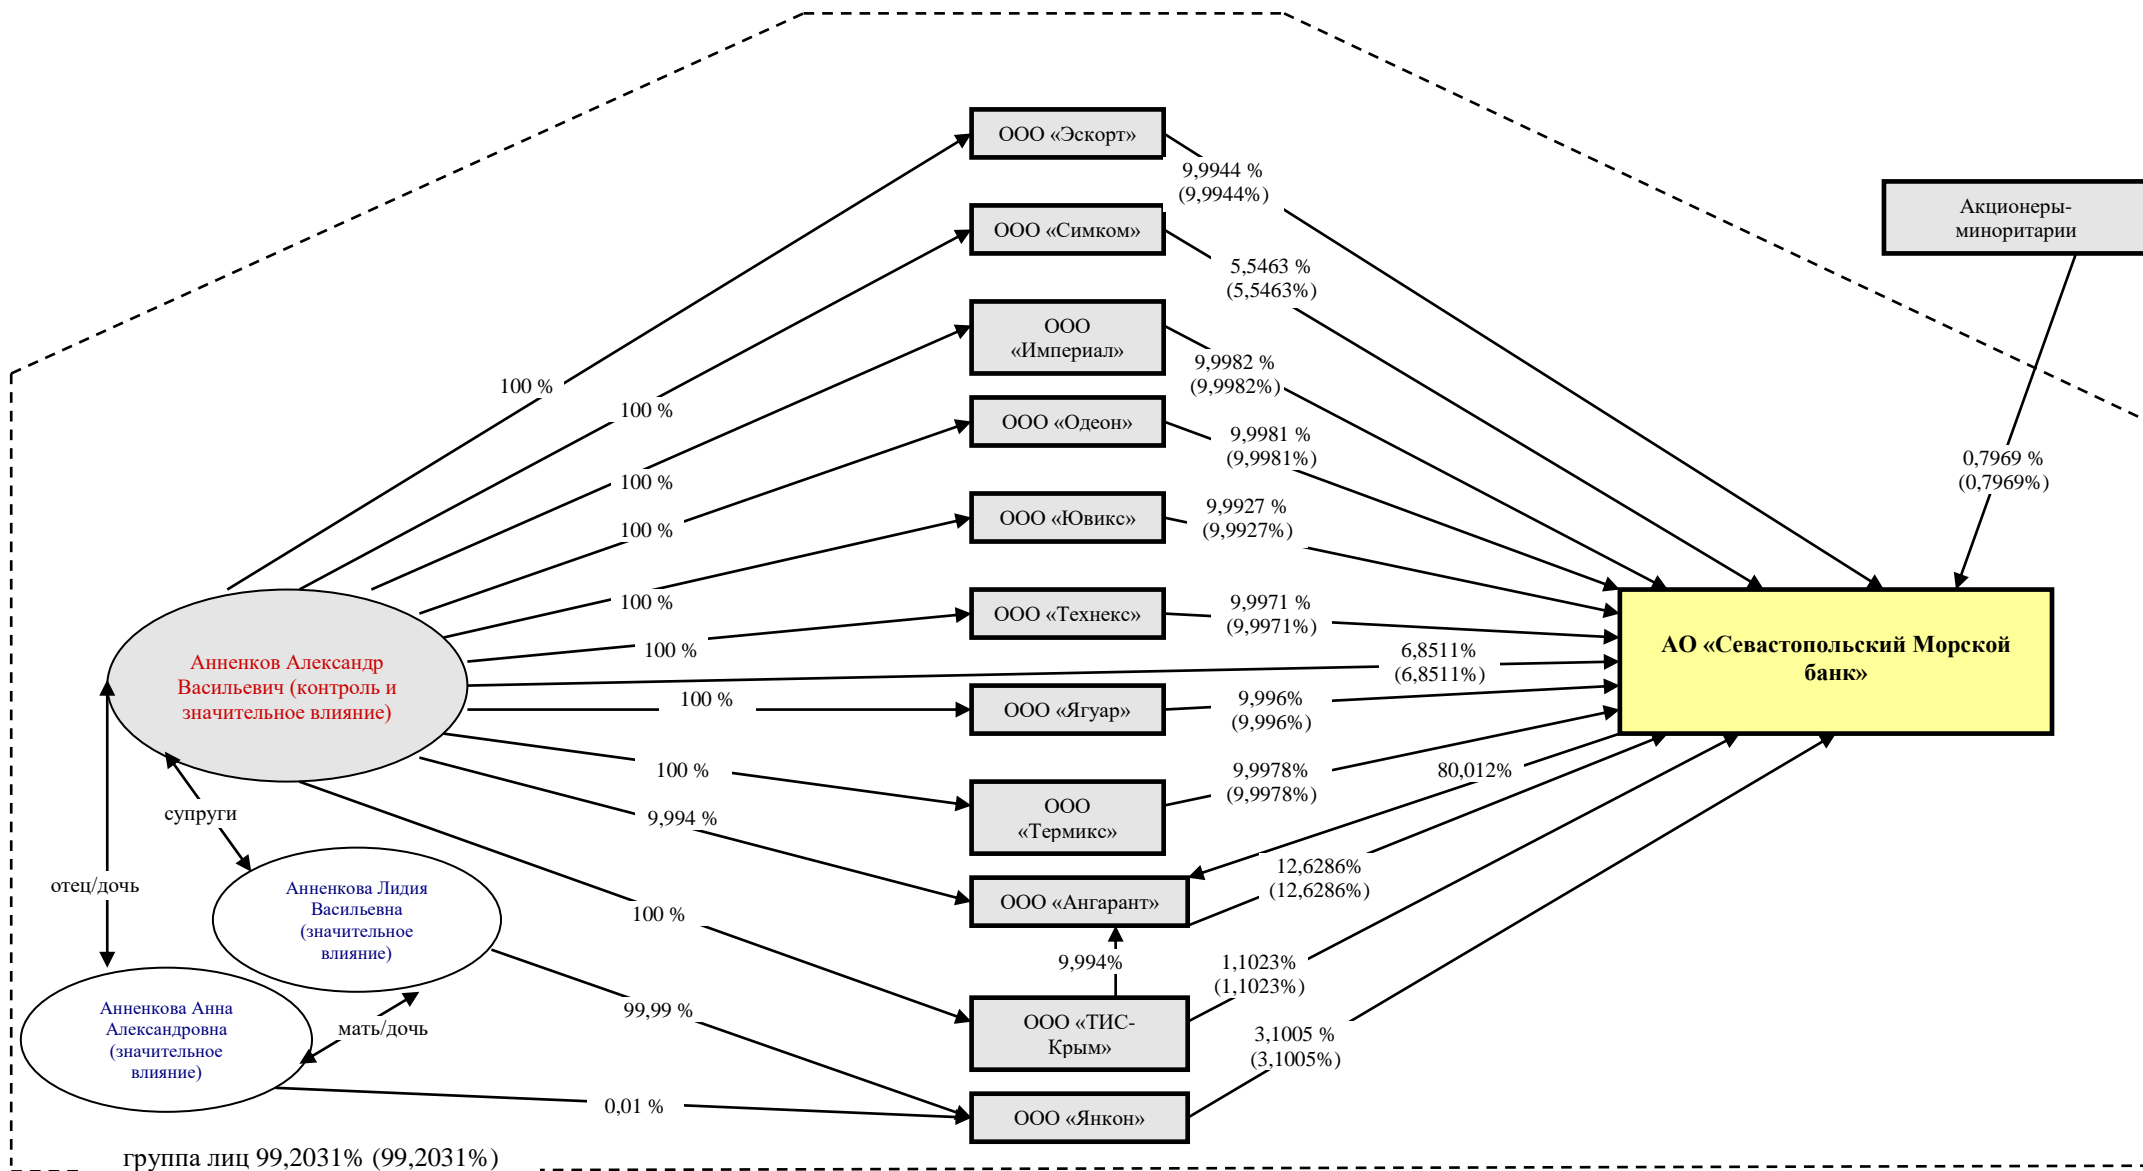 ООО «Эскорт»
9,9944 %
(9,9944%)
Акционеры-
миноритарии
ООО «Симком»
5,5463 %
(5,5463%)
ООО
«Империал»
9,9982 %
(9,9982%)
100 %
100 %
ООО «Одеон»
9,9981 %
(9,9981%)
0,7969 %
(0,7969%)
100 %
100 %
ООО «Ювикс»
9,9927 %
(9,9927%)
100 %
ООО «Технекс»
9,9971 %
(9,9971%)
100 %
6,8511%
(6,8511%)
АО «Севастопольский Морской
банк»
Анненков Александр
Васильевич (контроль и
значительное влияние)
100 %
ООО «Ягуар»
9,996%
(9,996%)
100 %
ООО
«Термикс»
9,9978%
(9,9978%)
80,012%
супруги
9,994 %
отец/дочь
Анненкова Лидия
Васильевна
(значительное
влияние)
100 %
ООО «Ангарант»
12,6286%
(12,6286%)
9,994%
1,1023%
(1,1023%)
Анненкова Анна
Александровна
(значительное
влияние)
мать/дочь
99,99 %
ООО «ТИС-
Крым»
3,1005 %
(3,1005%)
0,01 %
ООО «Янкон»
группа лиц 99,2031% (99,2031%)